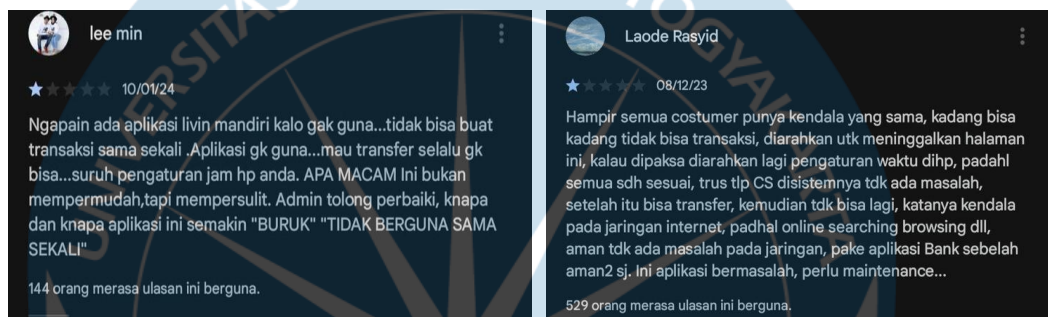 lee min
10/01/24
Ngapain ada aplikasi livin mandiri kalo gak guna...tidak bisa buat
transaksi sama sekali .Aplikasi gk guna...mau transfer selalu gk
bisa...suruh pengaturan jam hp anda. APA MACAM Ini bukan
mempermudah,tapi mempersulit. Admin tolong perbaiki, knapa
dan knapa aplikasi ini semakin "BURUK" "TIDAK BERGUNA SAMA
SEKALI"
144 orang merasa ulasan ini berguna.
Laode Rasyid
08/12/23
Hampir semua costumer punya kendala yang sama, kadang bisa
kadang tidak bisa transaksi, diarahkan utk meninggalkan halaman
ini, kalau dipaksa diarahkan lagi pengaturan waktu dihp, padahl
semua sdh sesuai, trus tlp CS disistemnya tdk ada masalah,
setelah itu bisa transfer, kemudian tdk bisa lagi, katanya kendala
pada jaringan internet, padhal online searching browsing dll,
aman tdk ada masalah pada jaringan, pake aplikasi Bank sebelah
aman2 sj. Ini aplikasi bermasalah, perlu maintenance...
529 orang merasa ulasan ini berguna.